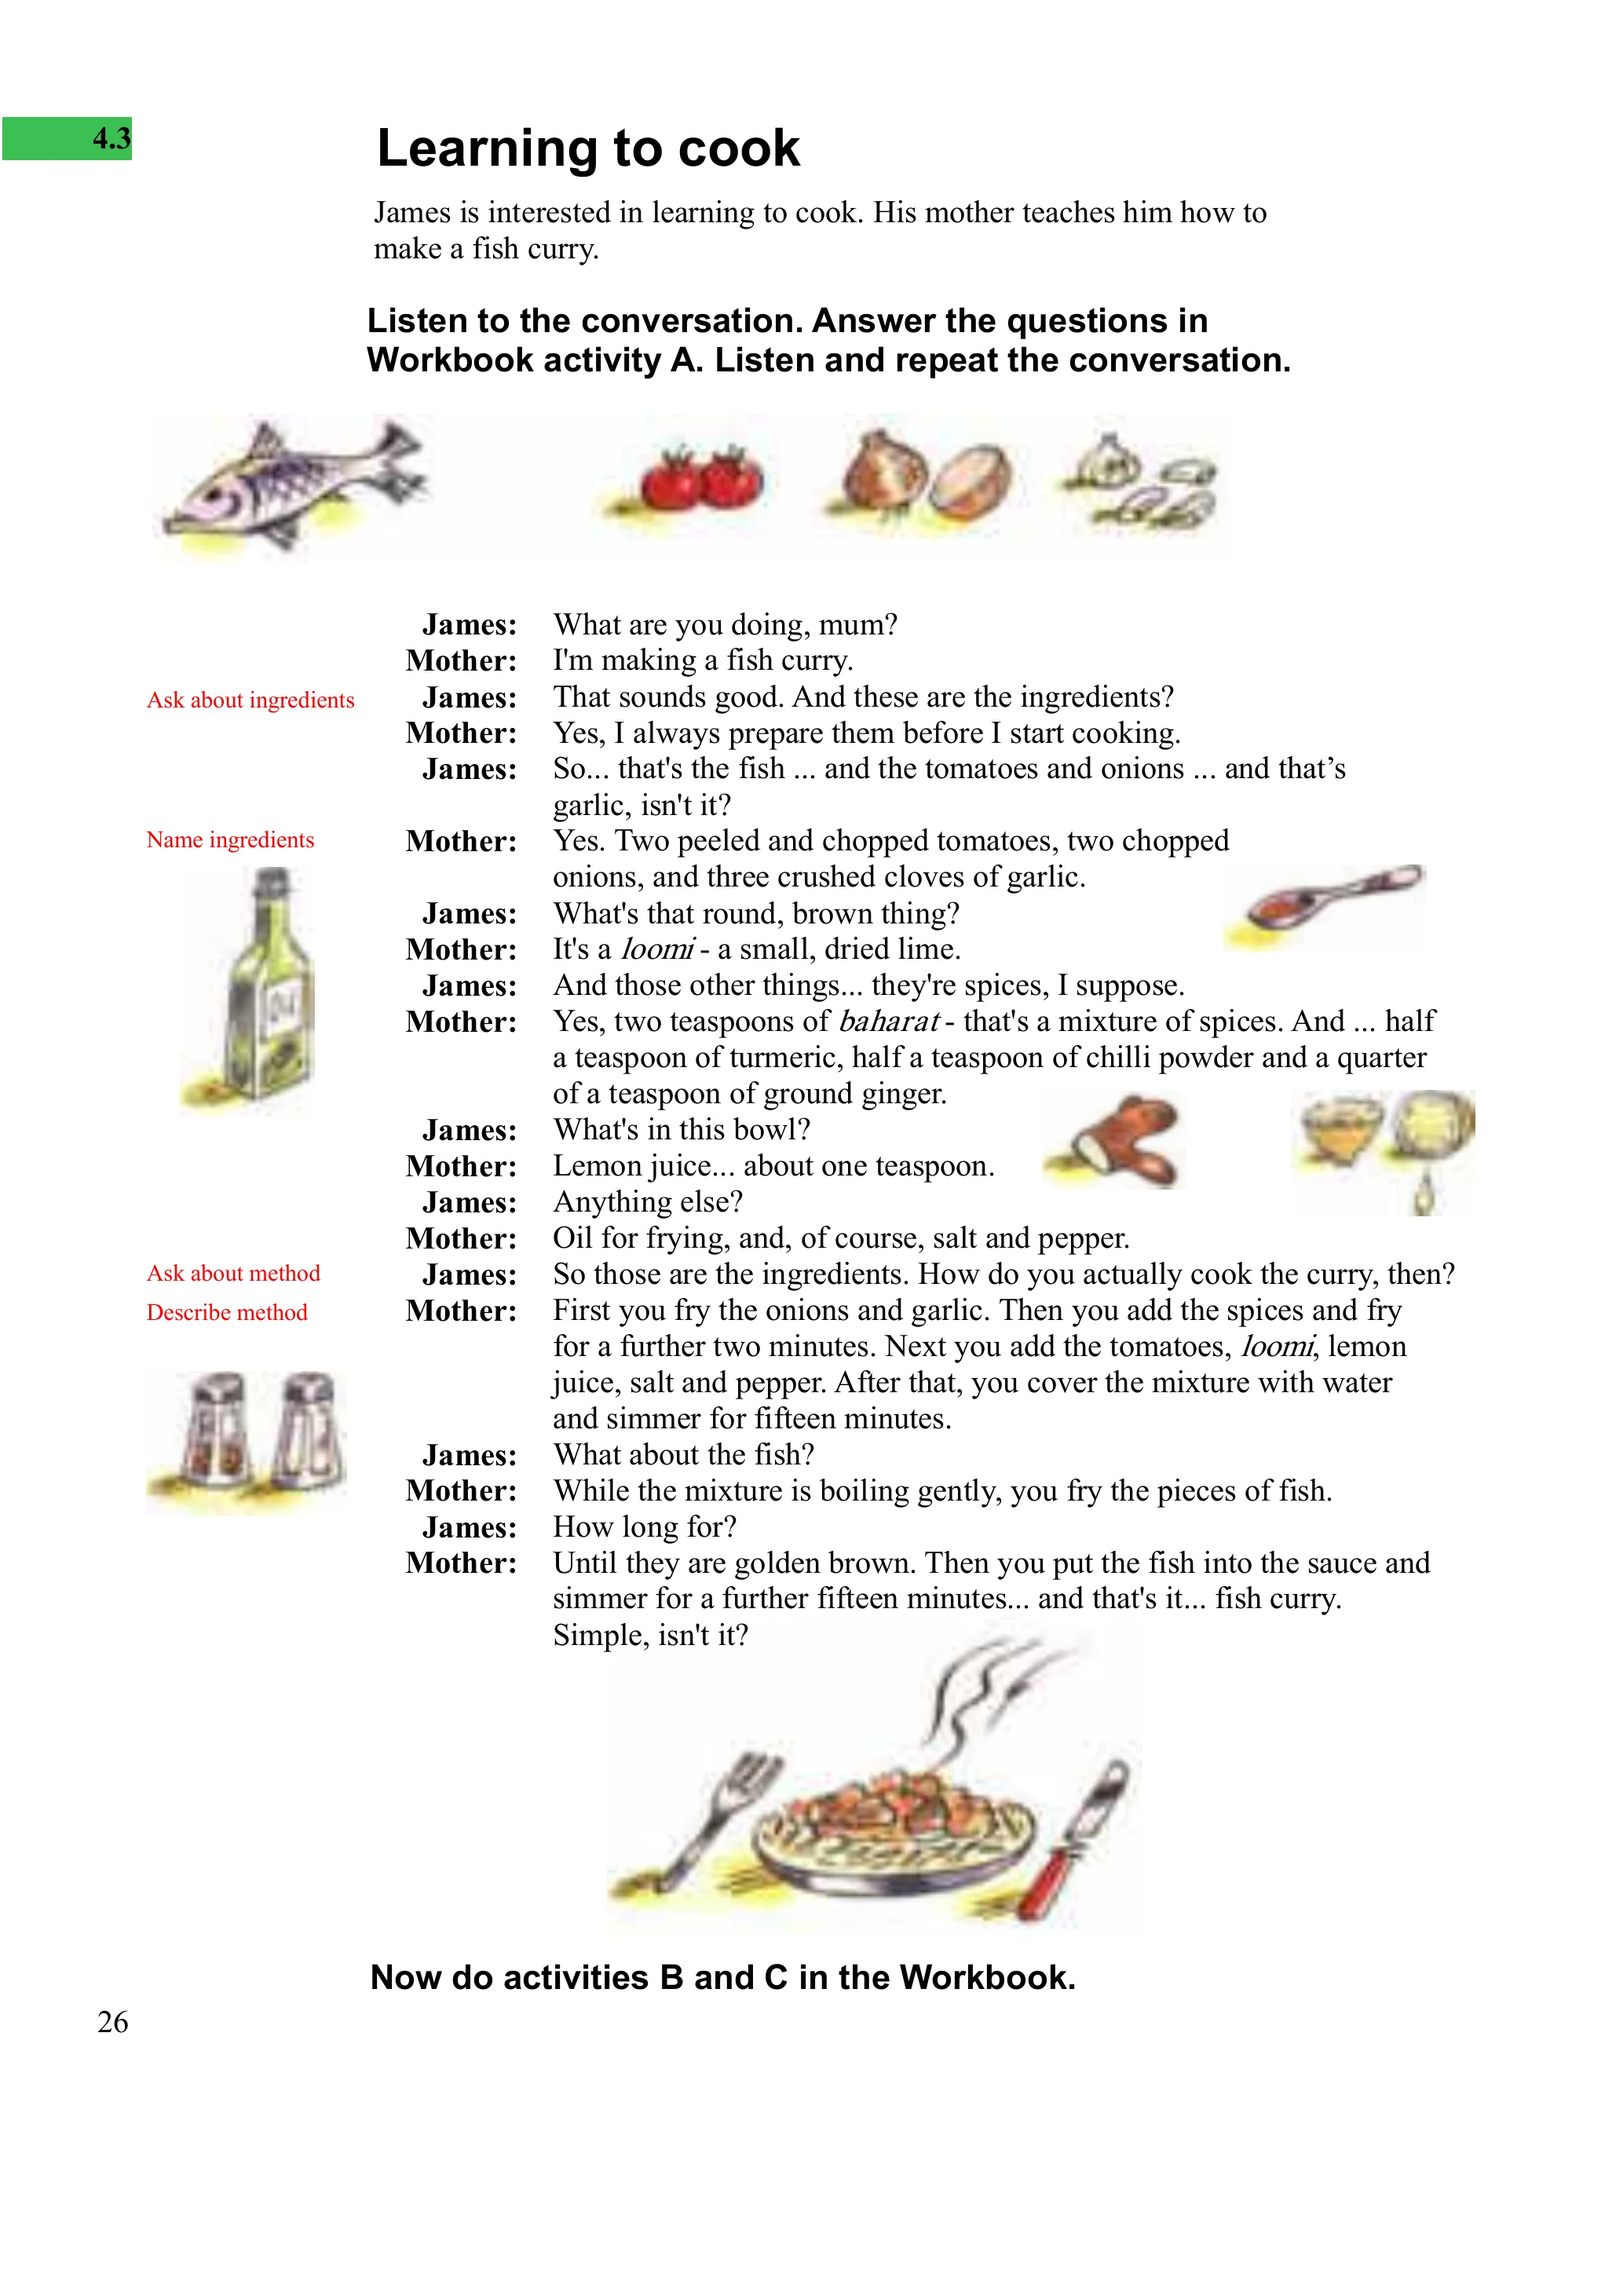 4.3
Learning to cook
James is interested in learning to cook. His mother teaches him how to
make a fish curry.
Listen to the conversation. Answer the questions in
Workbook activity A. Listen and repeat the conversation.
James: What are you doing, mum?
Mother: I'm making a fish curry.
Ask about ingredients James: That sounds good. And these are the ingredients?
Mother: Yes, I always prepare them before I start cooking.
James: So... that's the fish ... and the tomatoes and onions ... and that’s
garlic, isn't it?
Name ingredients Mother: Yes. Two peeled and chopped tomatoes, two chopped
onions, and three crushed cloves of garlic.
James: What's that round, brown thing?
Mother: It's a loomi - a small, dried lime.
James: And those other things... they're spices, I suppose.
Mother: Yes, two teaspoons of baharat - that's a mixture of spices. And ... half
a teaspoon of turmeric, half a teaspoon of chilli powder and a quarter
of a teaspoon of ground ginger.
James: What's in this bowl?
Mother: Lemon juice... about one teaspoon.
James: Anything else?
Mother: Oil for frying, and, of course, salt and pepper.
Ask about method James: So those are the ingredients. How do you actually cook the curry, then?
Describe method Mother: First you fry the onions and garlic. Then you add the spices and fry
for a further two minutes. Next you add the tomatoes, loomi, lemon
juice, salt and pepper. After that, you cover the mixture with water
and simmer for fifteen minutes.
James: What about the fish?
Mother: While the mixture is boiling gently, you fry the pieces of fish.
James: How long for?
Mother: Until they are golden brown. Then you put the fish into the sauce and
simmer for a further fifteen minutes... and that's it... fish curry.
Simple, isn't it?
Now do activities B and C in the Workbook.
26